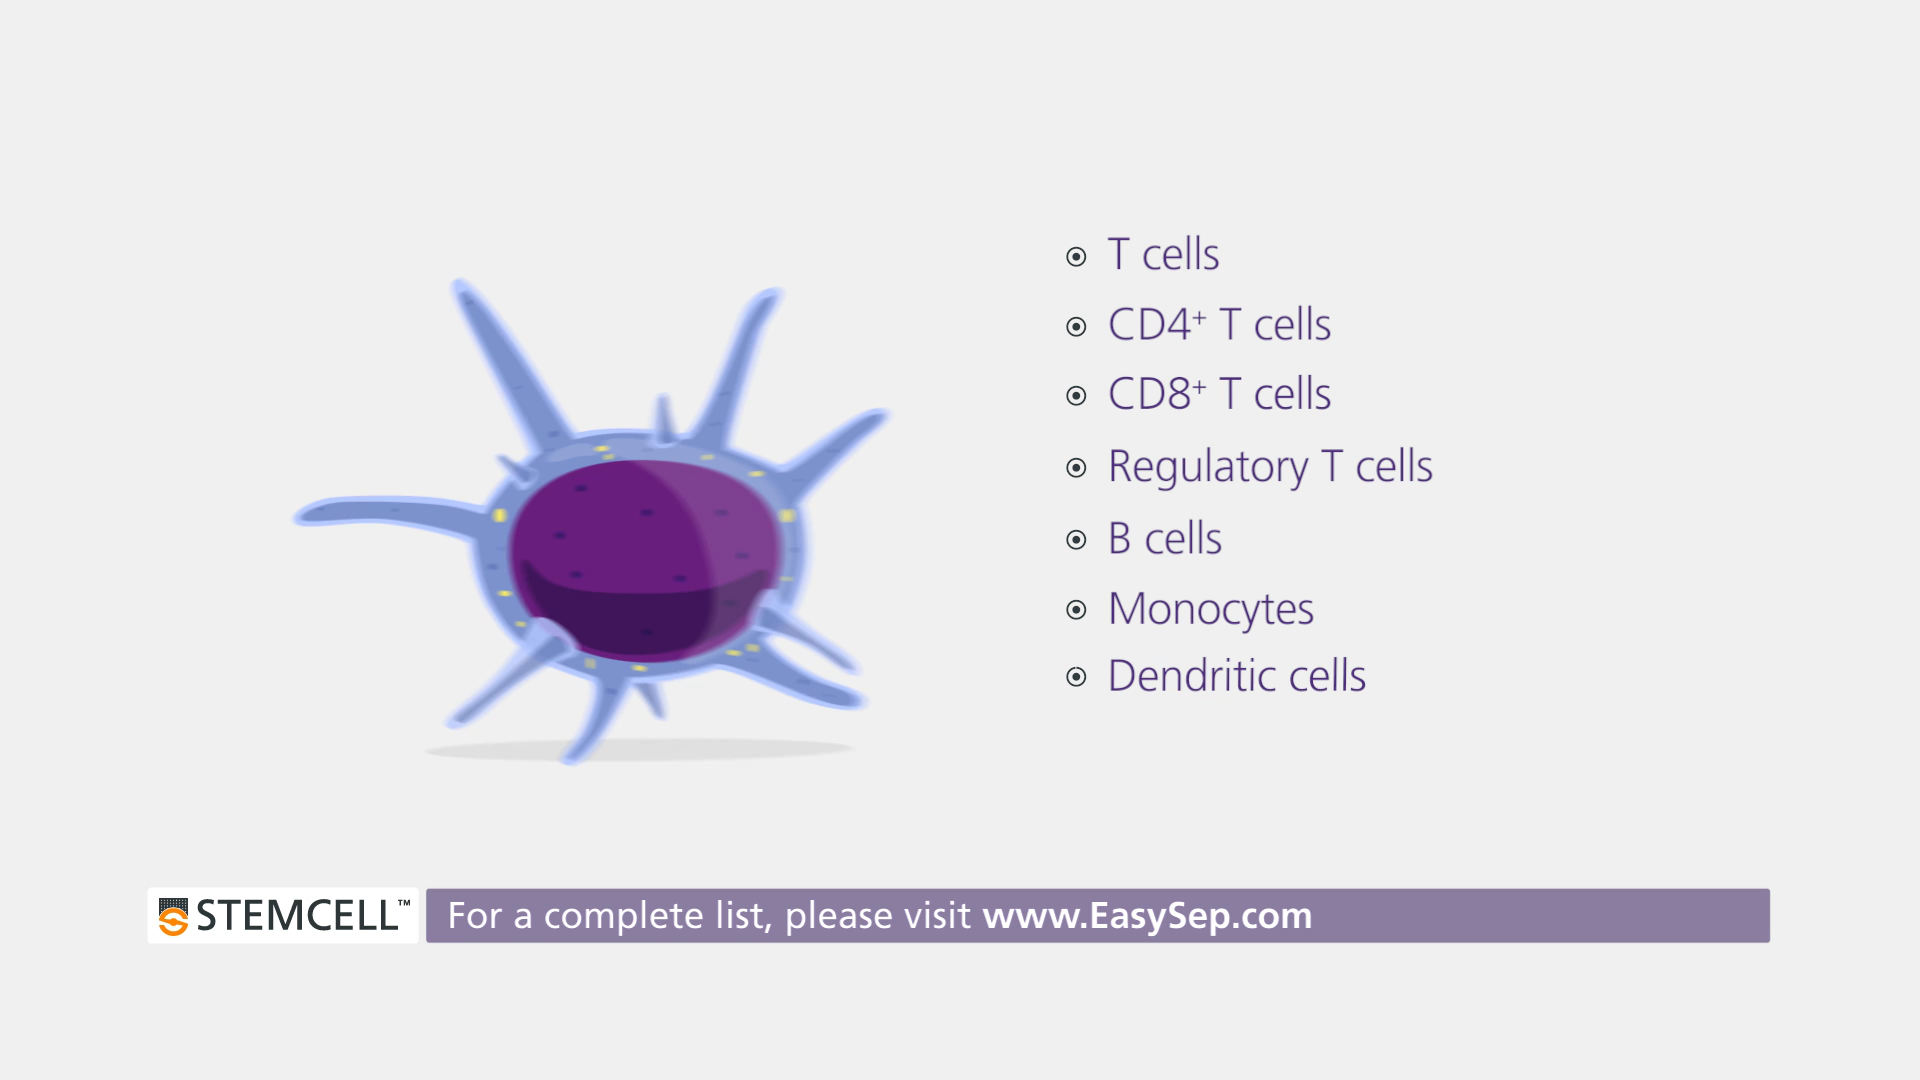 T cells
CD4⁺ T cells
CD8⁺ T cells
Regulatory T cells
B cells
Monocytes
Dendritic cells
STEMCELL™ For a complete list, please visit www.EasySep.com